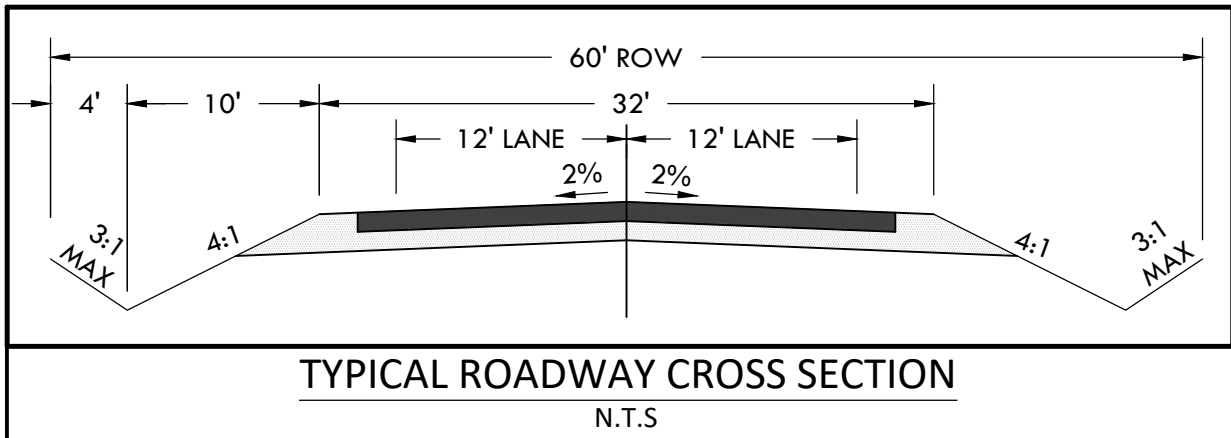 60' ROW
4' 10' 32'
12' LANE 12' LANE
2% 2%
3:1 MAX 4:1 4:1 3:1 MAX
TYPICAL ROADWAY CROSS SECTION
N.T.S